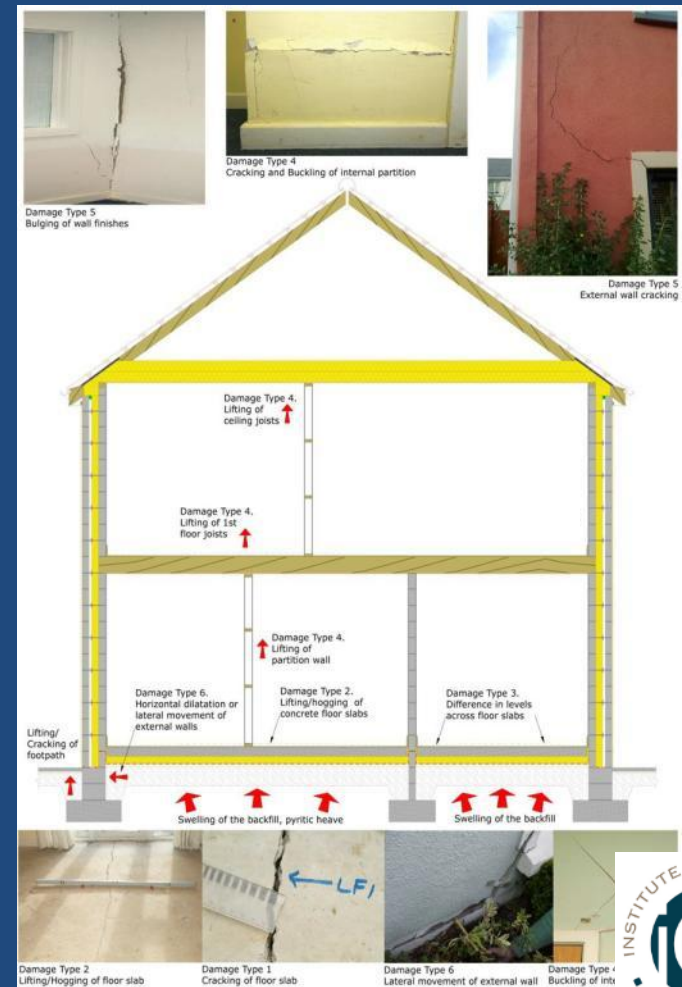 Damage Type 5
Bulging of wall finishes
Damage Type 4
Cracking and Buckling of internal partition
Damage Type 5
External wall cracking
Damage Type 4.
Lifting of
ceiling joists
Damage Type 4.
Lifting of 1st
floor joists
Damage Type 4.
Lifting of
partition wall
Damage Type 6.
Horizontal dilatation or
lateral movement of
external walls
Damage Type 2.
Lifting/hogging of
concrete floor slabs
Damage Type 3.
Difference in levels
across floor slabs
Lifting/
Cracking of
footpath
Swelling of the backfill, pyritic heave
Swelling of the backfill
LF1
Damage Type 2
Lifting/Hogging of floor slab
Damage Type 1
Cracking of floor slab
Damage Type 6
Lateral movement of external wall
Damage Type
Buckling of
INSTITUTE